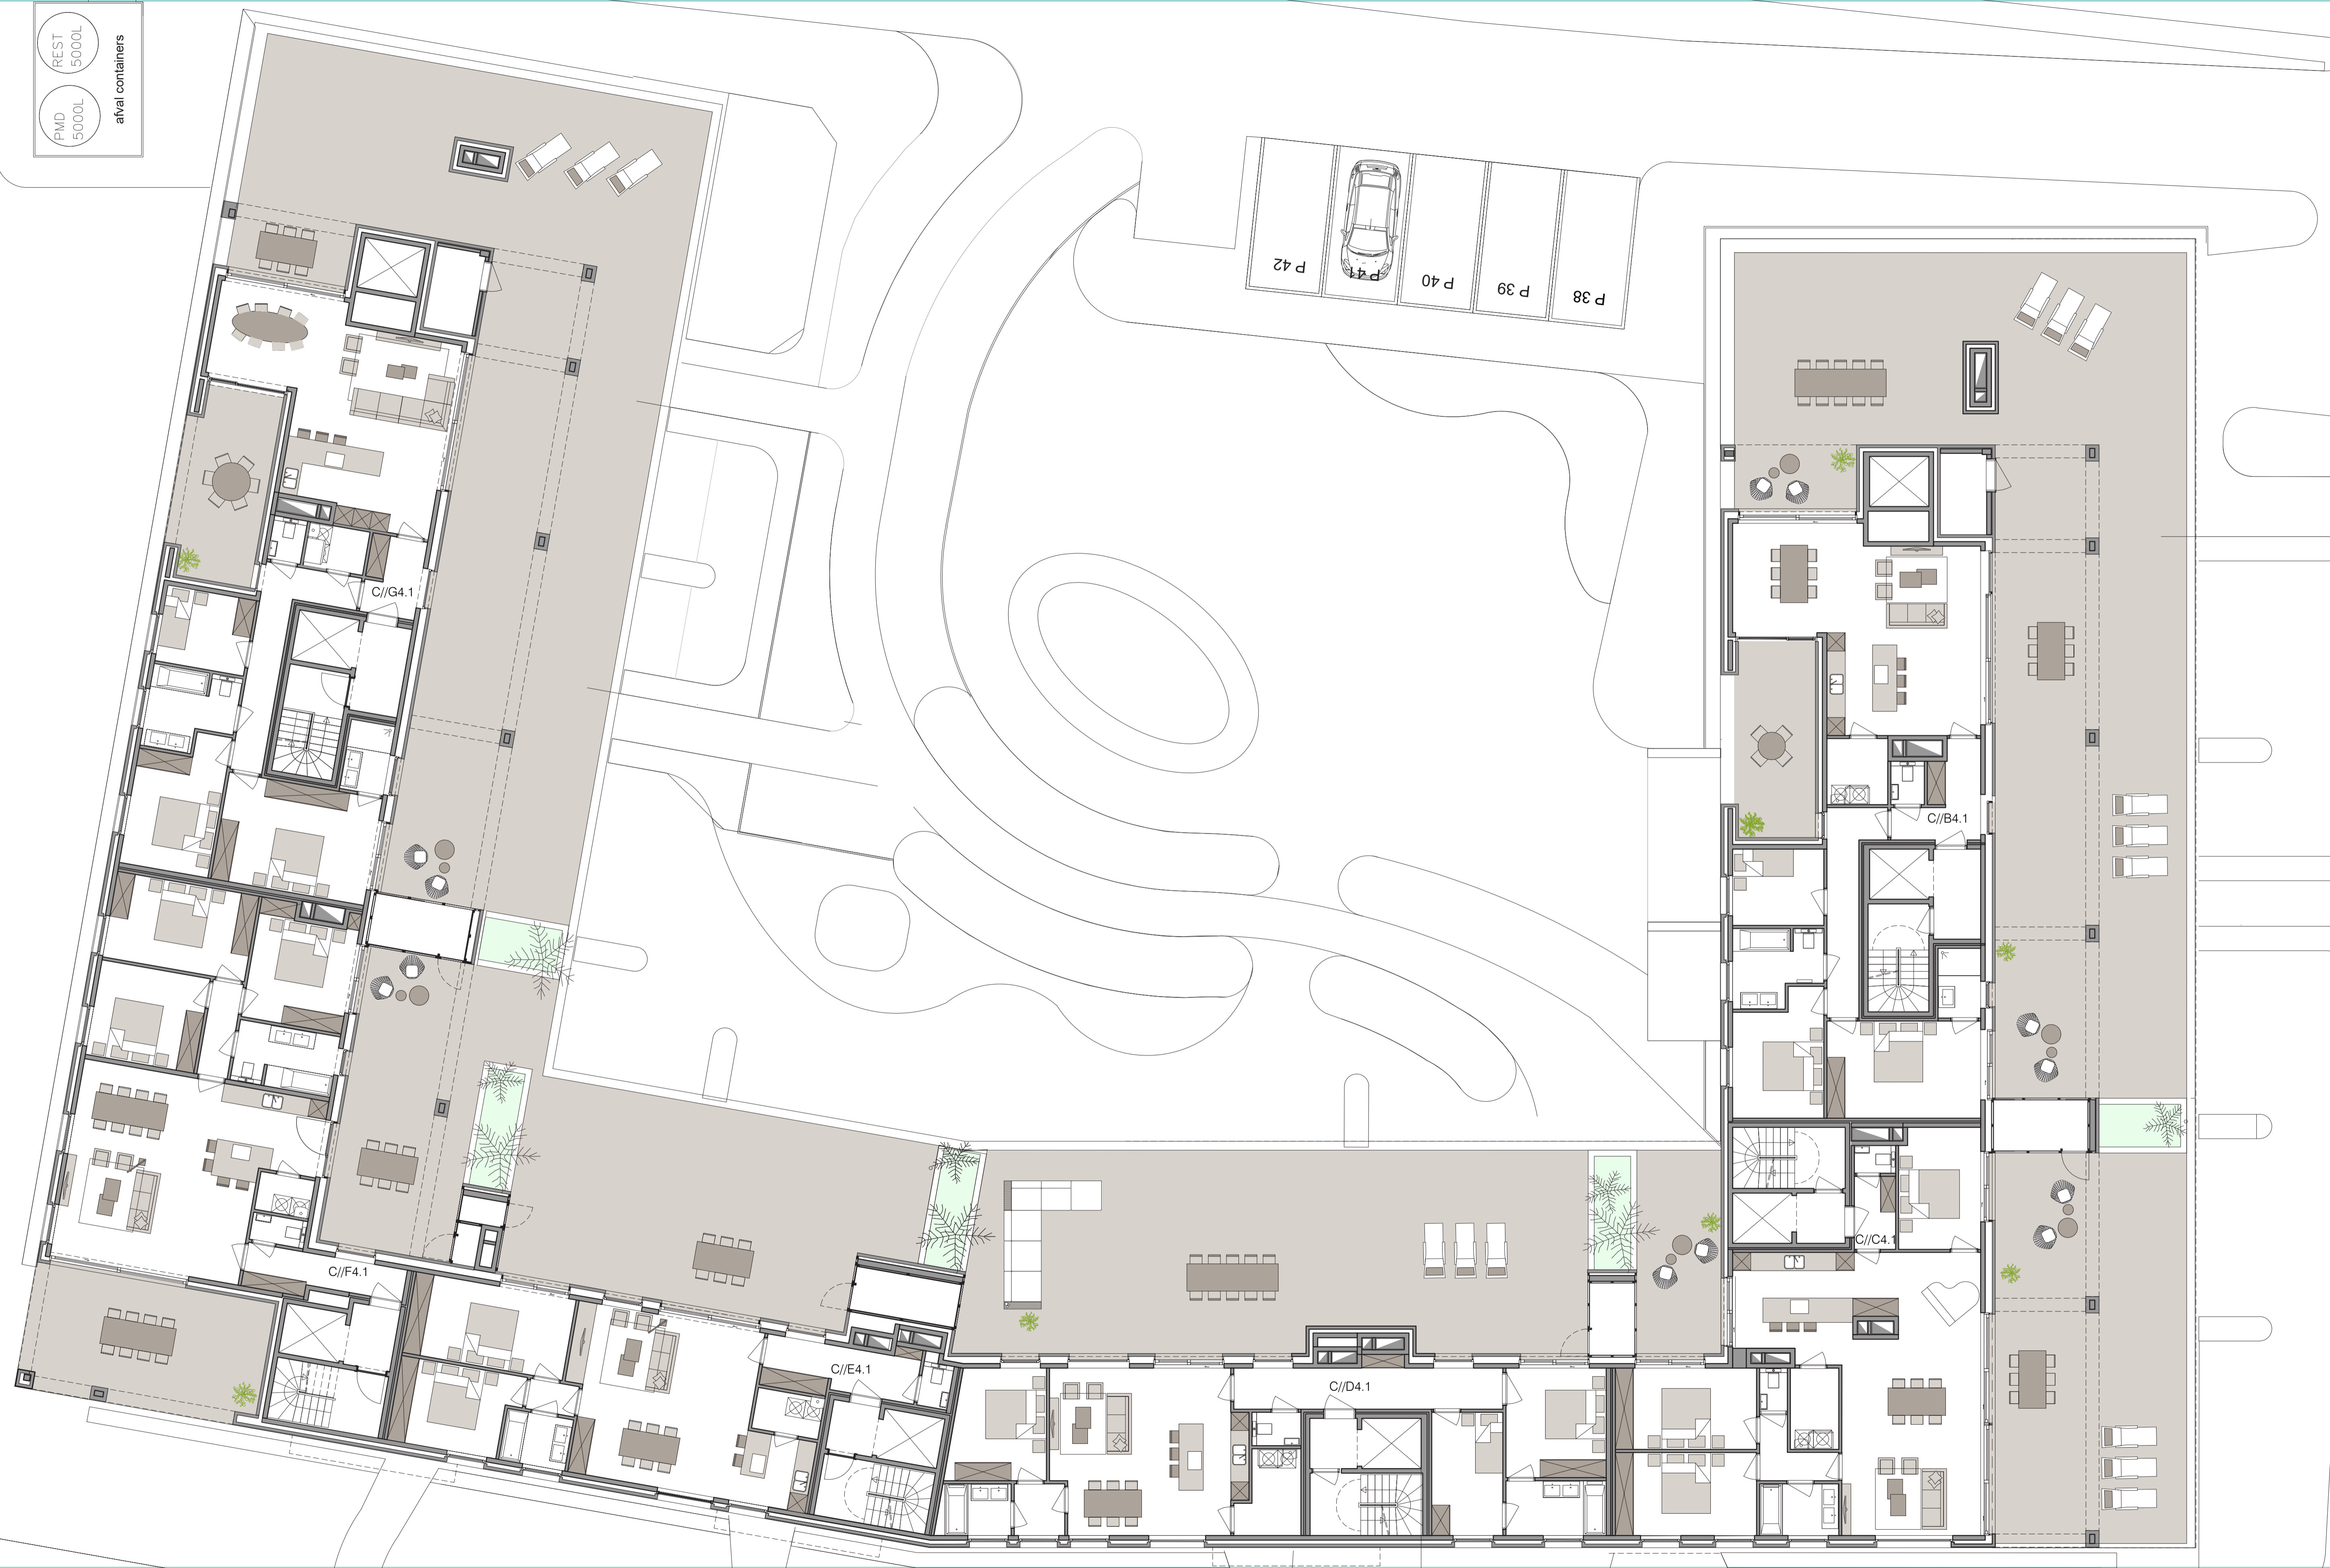 REST
5000L
PMD
5000L
afval containers
P 42
P 41
P 40
P 39
P 38
C//G4.1
C//B4.1
C//C4.1
C//F4.1
C//E4.1
C//D4.1